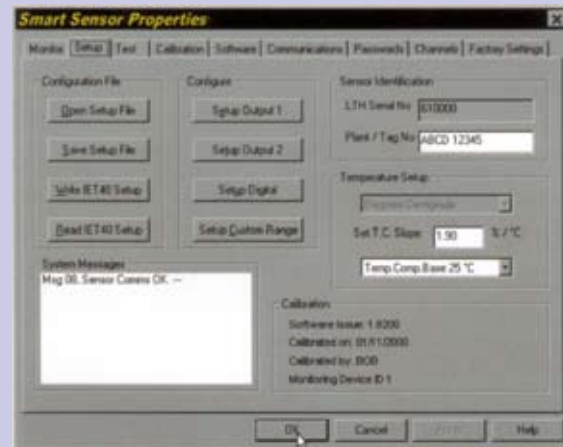 Smart Sensor Properties
Monitor Setup Test Calibration Software Communications Passwords Channels Factory Settings
Configuration File
Open Setup File
Save Setup File
Write IET40 Setup
Read IET40 Setup
Configure
Setup Output 1
Setup Output 2
Setup Digital
Setup Custom Range
Sensor Identification
LTH Serial No 610000
Plant / Tag No ABCD 12345
Temperature Setup
Degrees Centigrade
Set T.C. Slope 1.90 % / °C
Temp.Comp.Base 25 °C
System Messages
Msg 08. Sensor Comms OK. --
Calibration
Software Issue: 1.0200
Calibrated on: 01/11/2000
Calibrated by: BOB
Monitoring Device ID 1
OK Cancel Apply Help